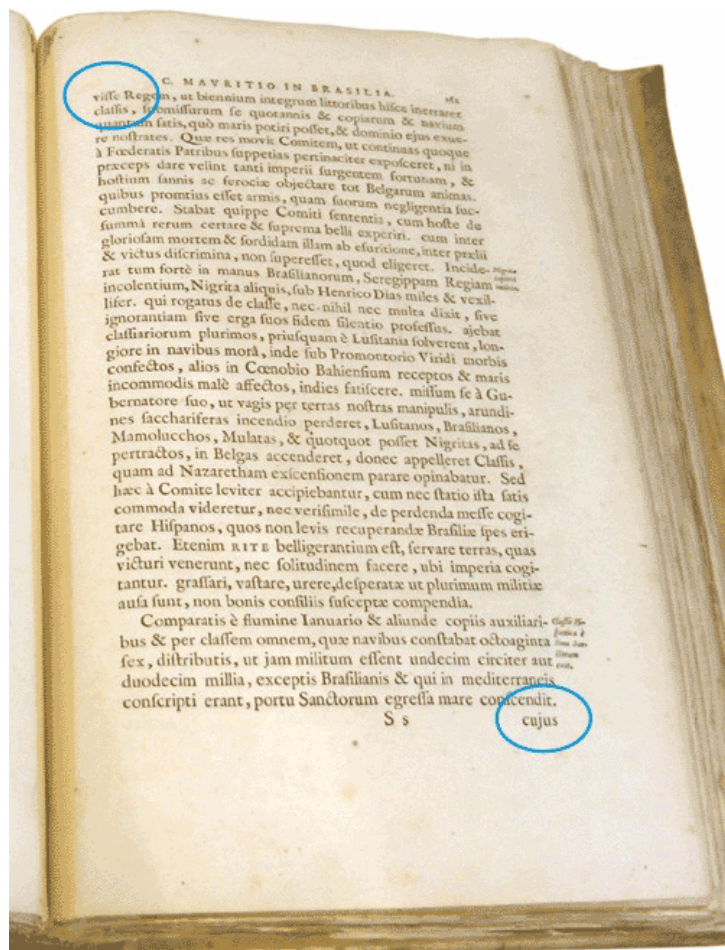 C. MAVRITIO IN BRASILIA. 161
visse Regem, ut biennium integrum littoribus hisce inerraret
classis, submissurum se quotannis & copiarum & navium
quantum satis, quò maris potiri posset, & dominio ejus exue-
re nostrates. Quæ res movit Comitem, ut continuas quoque
à Fœderatis Patribus suppetias pertinaciter exposceret, ni in
præceps dare velint tanti imperii surgentem fortunam, &
hostium sannis ac ferociæ objectare tot Belgarum animas.
quibus promtius esset armis, quam suorum negligentia suc-
cumbere. Stabat quippe Comiti sententia, cum hoste de
summâ rerum certare & suprema belli experiri. cum inter
gloriosam mortem & sordidam illam ab esuritione, inter prælii
& victus discrimina, non superesset, quod eligeret. Incide-
rat tum fortè in manus Brasilianorum, Seregippam Regiam
incolentium, Nigrita aliquis, sub Henrico Dias miles & vexil-
lifer. qui rogatus de classe, nec nihil nec multa dixit, sive
ignorantiam sive erga suos fidem silentio professus. ajebat
classiariorum plurimos, priusquam è Lusitania solverent, lon-
giore in navibus morâ, inde sub Promontorio Viridi morbis
confectos, alios in Cœnobio Bahiensium receptos & maris
incommodis malè affectos, indies fatiscere. missum se à Gu-
bernatore suo, ut vagis per terras nostras manipulis, arundi-
nes sacchariferas incendio perderet, Lusitanos, Brasilianos,
Mamolucchos, Mulatas, & quotquot posset Nigritas, ad se
pertractos, in Belgas accenderet, donec appelleret Classis,
quam ad Nazaretham exscensionem parare opinabatur. Sed
hæc à Comite leviter accipiebantur, cum nec statio ista satis
commoda videretur, nec verisimile, de perdenda messe cogi-
tare Hispanos, quos non levis recuperandæ Brasiliæ spes eri-
gebat. Etenim RITE belligerantium est, servare terras, quas
victuri venerunt, nec solitudinem facere, ubi imperia cogi-
tantur. grassari, vastare, urere, desperatæ ut plurimum militiæ
ausa sunt, non bonis consiliis susceptæ compendia.
Comparatis è flumine Ianuario & aliunde copiis auxiliari-
bus & per classem omnem, quæ navibus constabat octoaginta
sex, distributis, ut jam militum essent undecim circiter aut
duodecim millia, exceptis Brasilianis & qui in mediterraneis
conscripti erant, portu Sanctorum egressa mare conscendit.
S s cujus